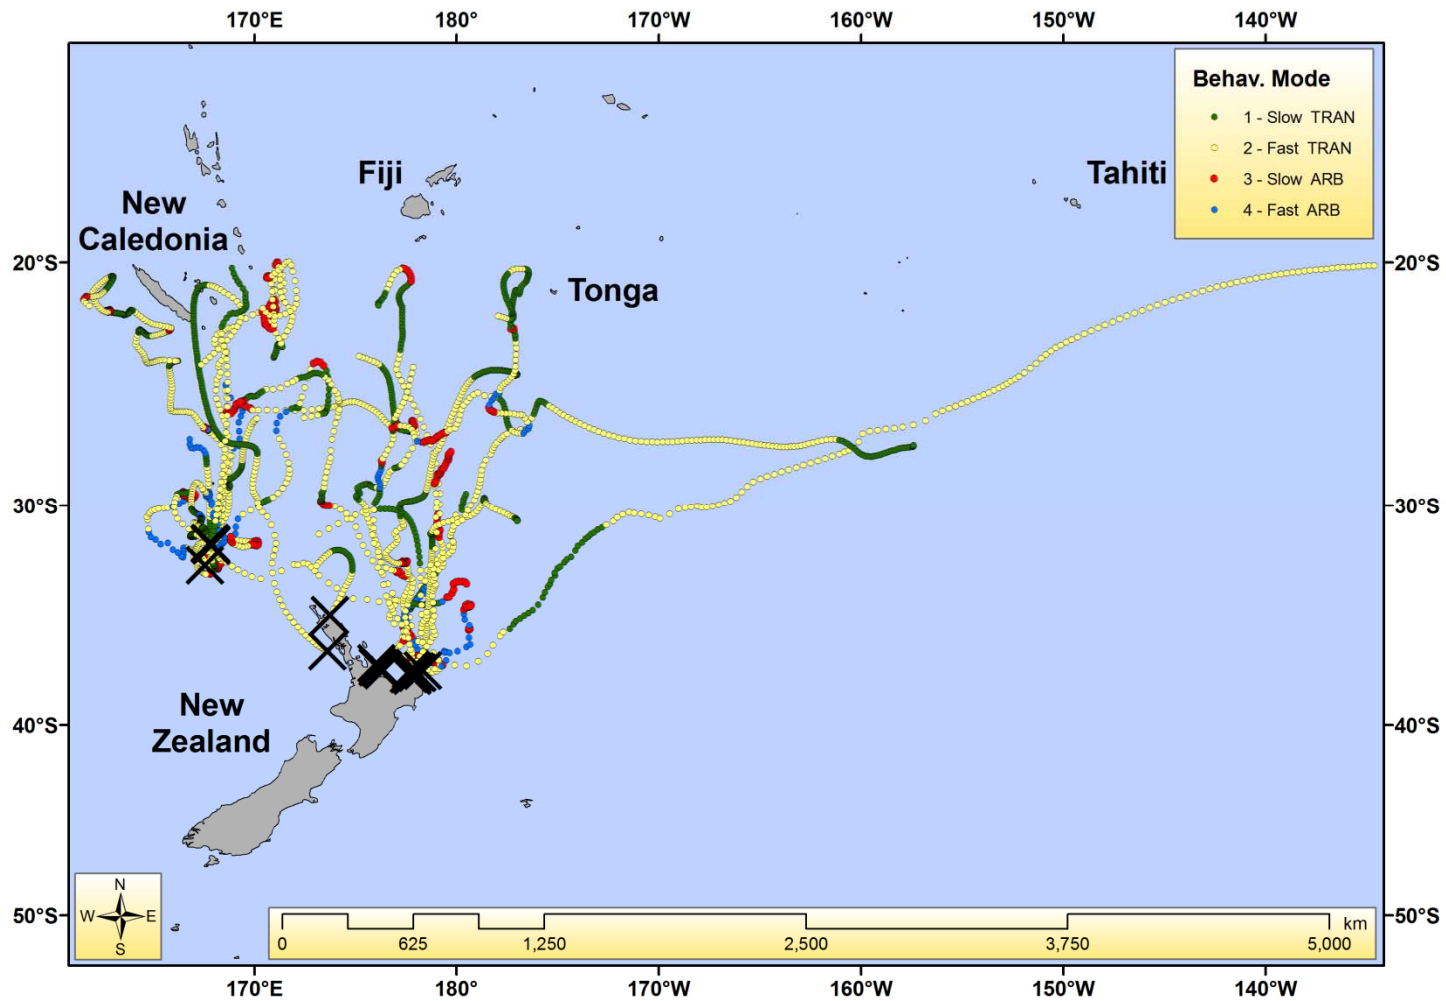 170°E 180° 170°W 160°W 150°W 140°W
Behav. Mode
1 - Slow TRAN
2 - Fast TRAN
3 - Slow ARB
4 - Fast ARB
Fiji
Tahiti
New
Caledonia
20°S 20°S
Tonga
30°S 30°S
New
Zealand
40°S 40°S
N
W E
S
50°S 50°S
km
0 625 1,250 2,500 3,750 5,000
170°E 180° 170°W 160°W 150°W 140°W